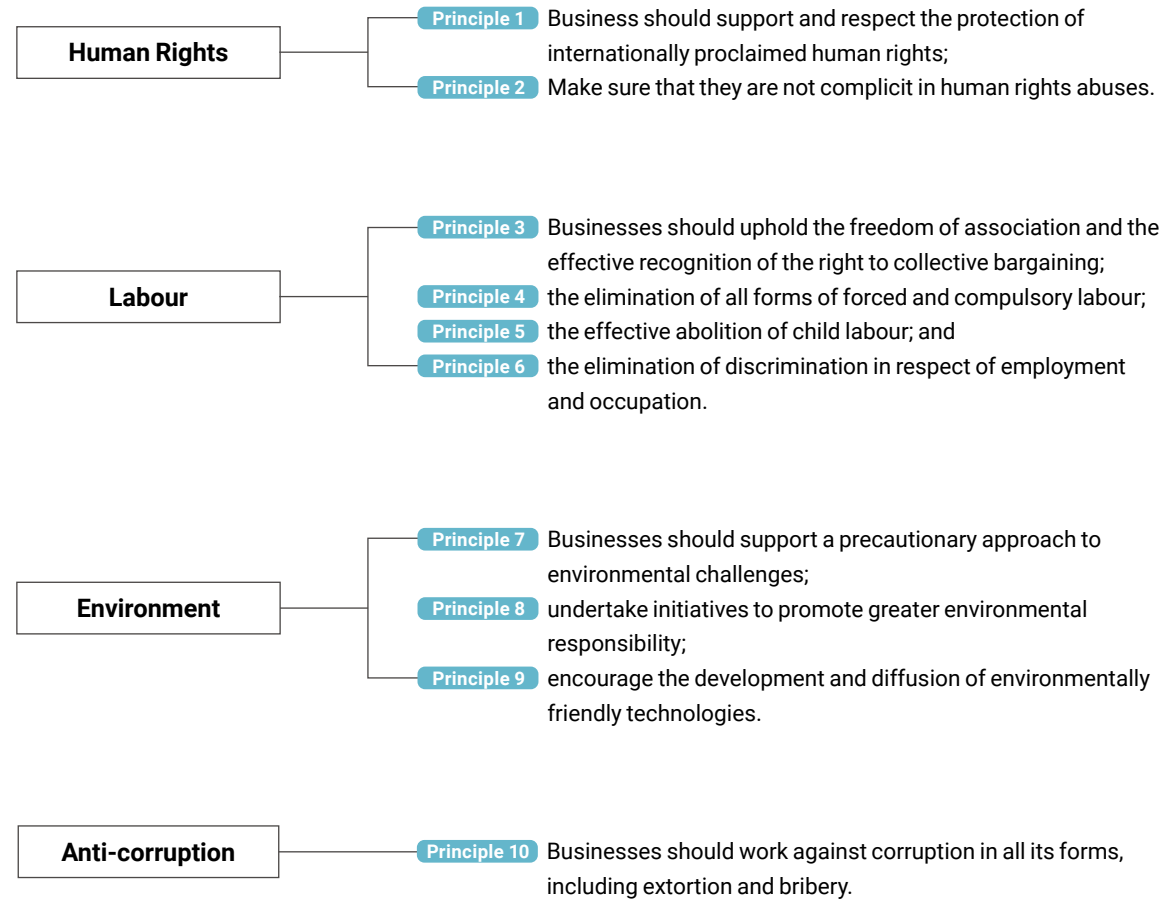 Human Rights
Principle 1 Business should support and respect the protection of
internationally proclaimed human rights;
Principle 2 Make sure that they are not complicit in human rights abuses.
Labour
Principle 3 Businesses should uphold the freedom of association and the
effective recognition of the right to collective bargaining;
Principle 4 the elimination of all forms of forced and compulsory labour;
Principle 5 the effective abolition of child labour; and
Principle 6 the elimination of discrimination in respect of employment
and occupation.
Environment
Principle 7 Businesses should support a precautionary approach to
environmental challenges;
Principle 8 undertake initiatives to promote greater environmental
responsibility;
Principle 9 encourage the development and diffusion of environmentally
friendly technologies.
Anti-corruption
Principle 10 Businesses should work against corruption in all its forms,
including extortion and bribery.